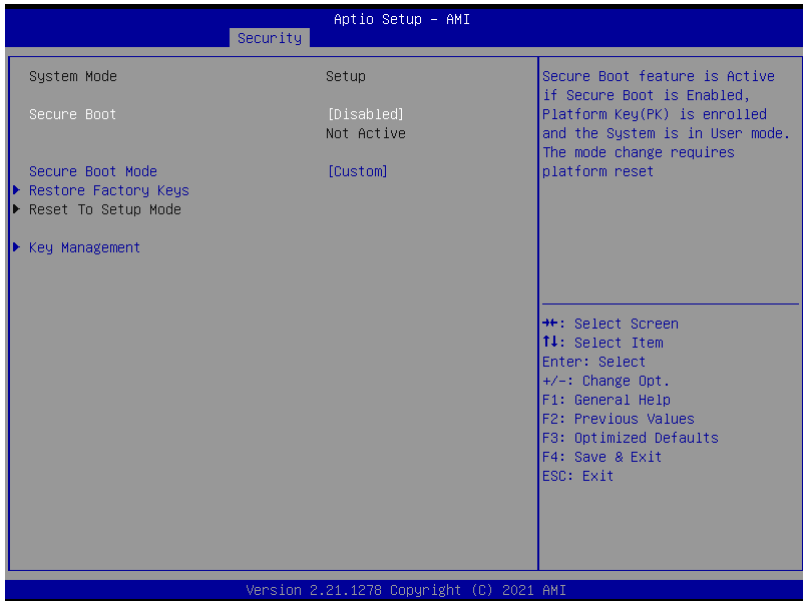 Aptio Setup – AMI
Security
System Mode Setup
Secure Boot [Disabled]
Not Active
Secure Boot Mode [Custom]
Restore Factory Keys
Reset To Setup Mode
Key Management
Secure Boot feature is Active
if Secure Boot is Enabled,
Platform Key(PK) is enrolled
and the System is in User mode.
The mode change requires
platform reset
→←: Select Screen
↑↓: Select Item
Enter: Select
+/-: Change Opt.
F1: General Help
F2: Previous Values
F3: Optimized Defaults
F4: Save & Exit
ESC: Exit
Version 2.21.1278 Copyright (C) 2021 AMI